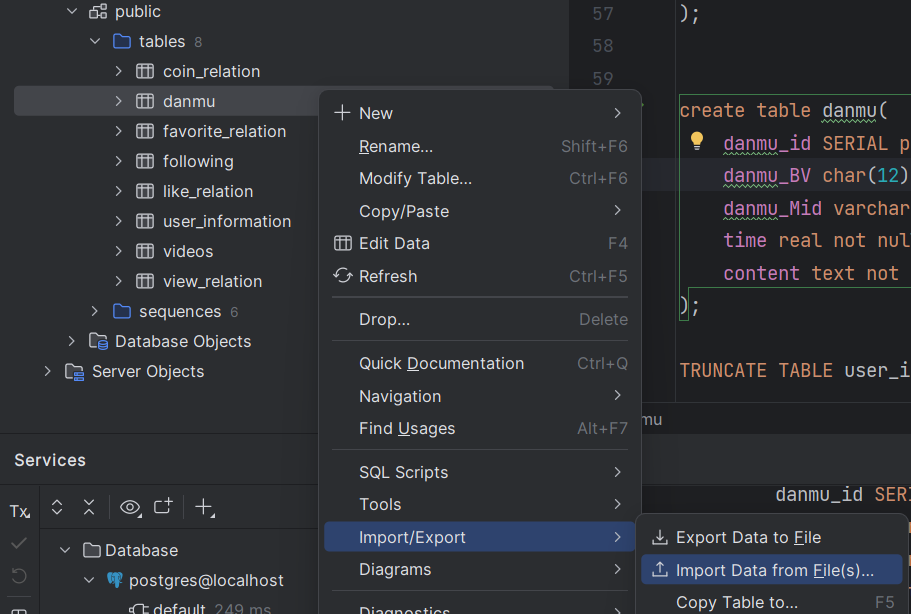 public
tables 8
coin_relation
danmu
favorite_relation
following
like_relation
user_information
videos
view_relation
sequences 6
Database Objects
Server Objects
57
);
58
59
create table danmu(
danmu_id SERIAL p
danmu_BV char(12)
danmu_Mid varchar
time real not nul
content text not
);
TRUNCATE TABLE user_i
mu
danmu_id SERI
New
Rename... Shift+F6
Modify Table... Ctrl+F6
Copy/Paste
Edit Data F4
Refresh Ctrl+F5
Drop... Delete
Quick Documentation Ctrl+Q
Navigation
Find Usages Alt+F7
SQL Scripts
Tools
Import/Export
Diagrams
Diagnostics
Export Data to File
Import Data from File(s)...
Copy Table to... F5
Services
Tx
Database
postgres@localhost
default 249 ms